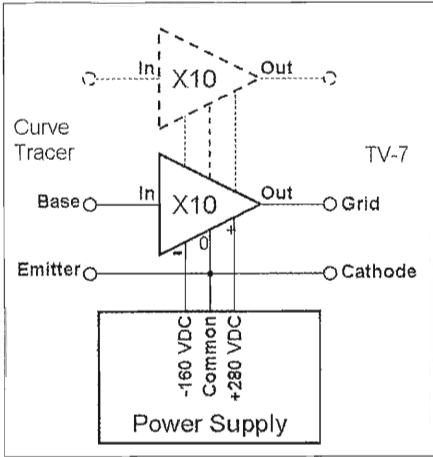 In
X10
Out
Curve
Tracer
TV-7
Base
In
X10
Out
Grid
-
0
+
Emitter
Cathode
-160 VDC
Common
+280 VDC
Power Supply